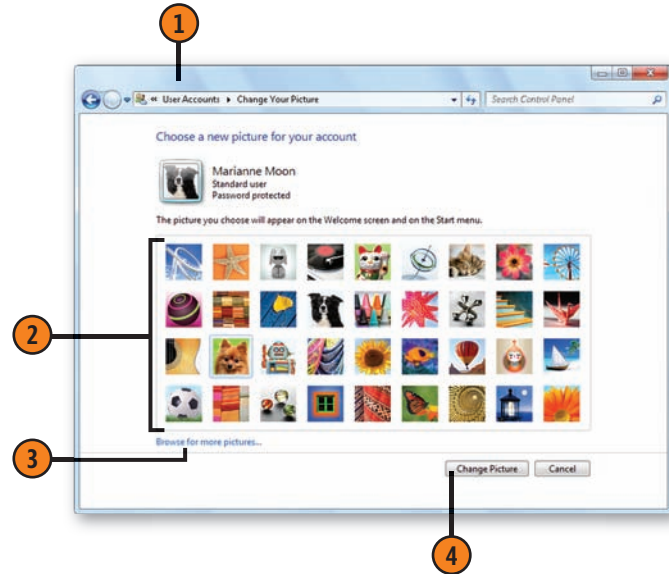 1
« User Accounts ▸ Change Your Picture
Search Control Panel
Choose a new picture for your account
Marianne Moon
Standard user
Password protected
The picture you choose will appear on the Welcome screen and on the Start menu.
2
Browse for more pictures...
3
Change Picture
Cancel
4